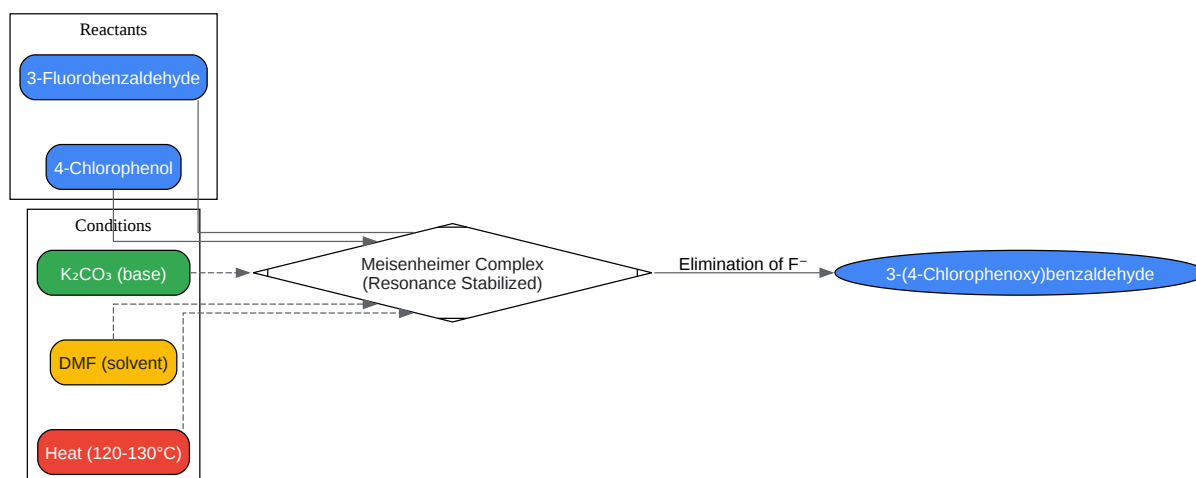 Reactants
3-Fluorobenzaldehyde
4-Chlorophenol
Conditions
K₂CO₃ (base)
DMF (solvent)
Heat (120-130°C)
Meisenheimer Complex
(Resonance Stabilized)
Elimination of F⁻
3-(4-Chlorophenoxy)benzaldehyde